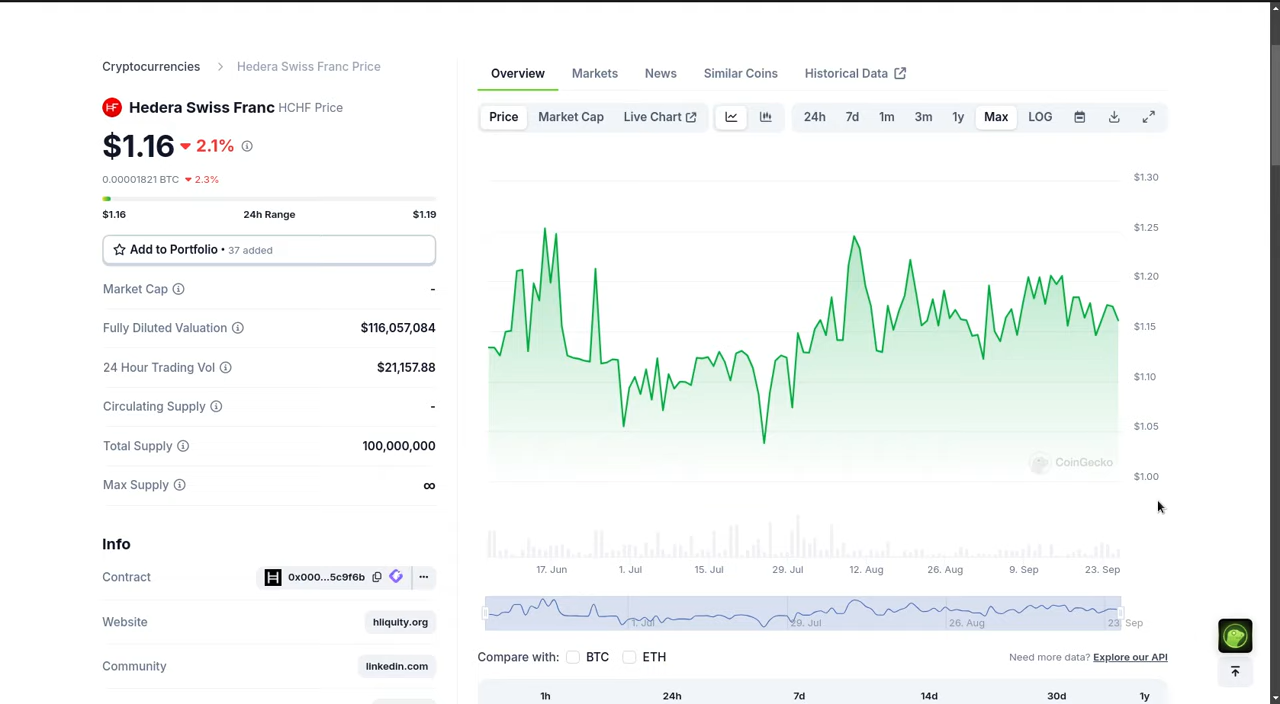 Cryptocurrencies > Hedera Swiss Franc Price
Hedera Swiss Franc HCHF Price
$1.16 2.1%
0.00001821 BTC 2.3%
$1.16 24h Range $1.19
Add to Portfolio • 37 added
Market Cap -
Fully Diluted Valuation $116,057,084
24 Hour Trading Vol $21,157.88
Circulating Supply -
Total Supply 100,000,000
Max Supply ∞
Info
Contract 0x000...5c9f6b
Website hliquity.org
Community linkedin.com
Overview Markets News Similar Coins Historical Data
Price Market Cap Live Chart 24h 7d 1m 3m 1y Max LOG
$1.30
$1.25
$1.20
$1.15
$1.10
$1.05
$1.00
CoinGecko
17. Jun 1. Jul 15. Jul 29. Jul 12. Aug 26. Aug 9. Sep 23. Sep
1. Jul 29. Jul 26. Aug 23. Sep
Compare with: BTC ETH Need more data? Explore our API
1h 24h 7d 14d 30d 1y